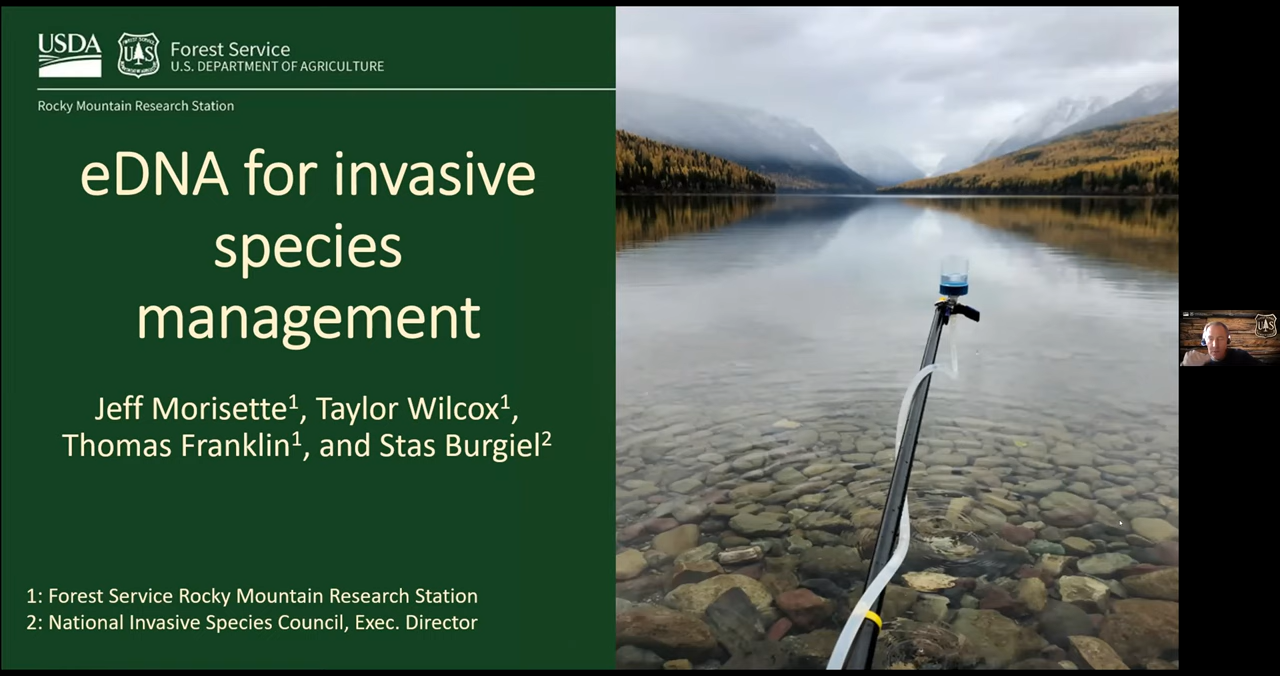 USDA
Forest Service
U.S. DEPARTMENT OF AGRICULTURE
Rocky Mountain Research Station
eDNA for invasive
species
management
Jeff Morisette¹, Taylor Wilcox¹,
Thomas Franklin¹, and Stas Burgiel²
1: Forest Service Rocky Mountain Research Station
2: National Invasive Species Council, Exec. Director